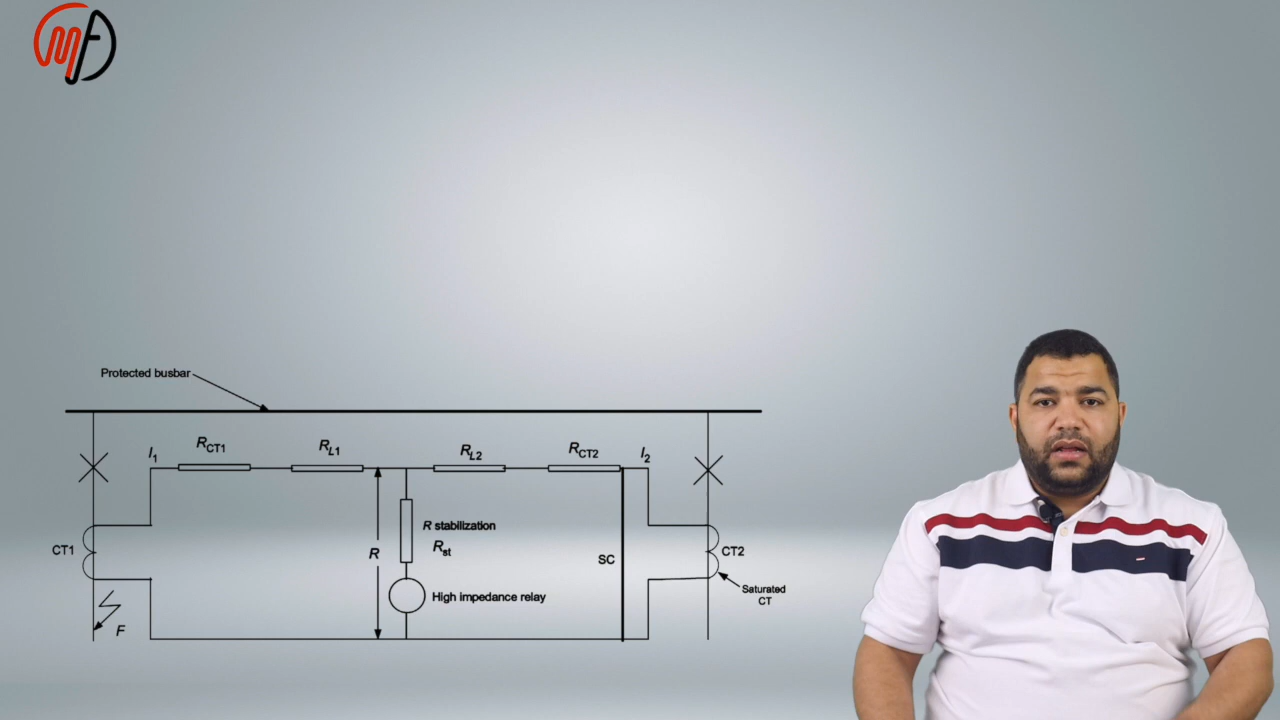 Protected busbar
I1
RCT1
RL1
RL2
RCT2
I2
R stabilization
Rst
R
CT1
SC
CT2
High impedance relay
Saturated
CT
F